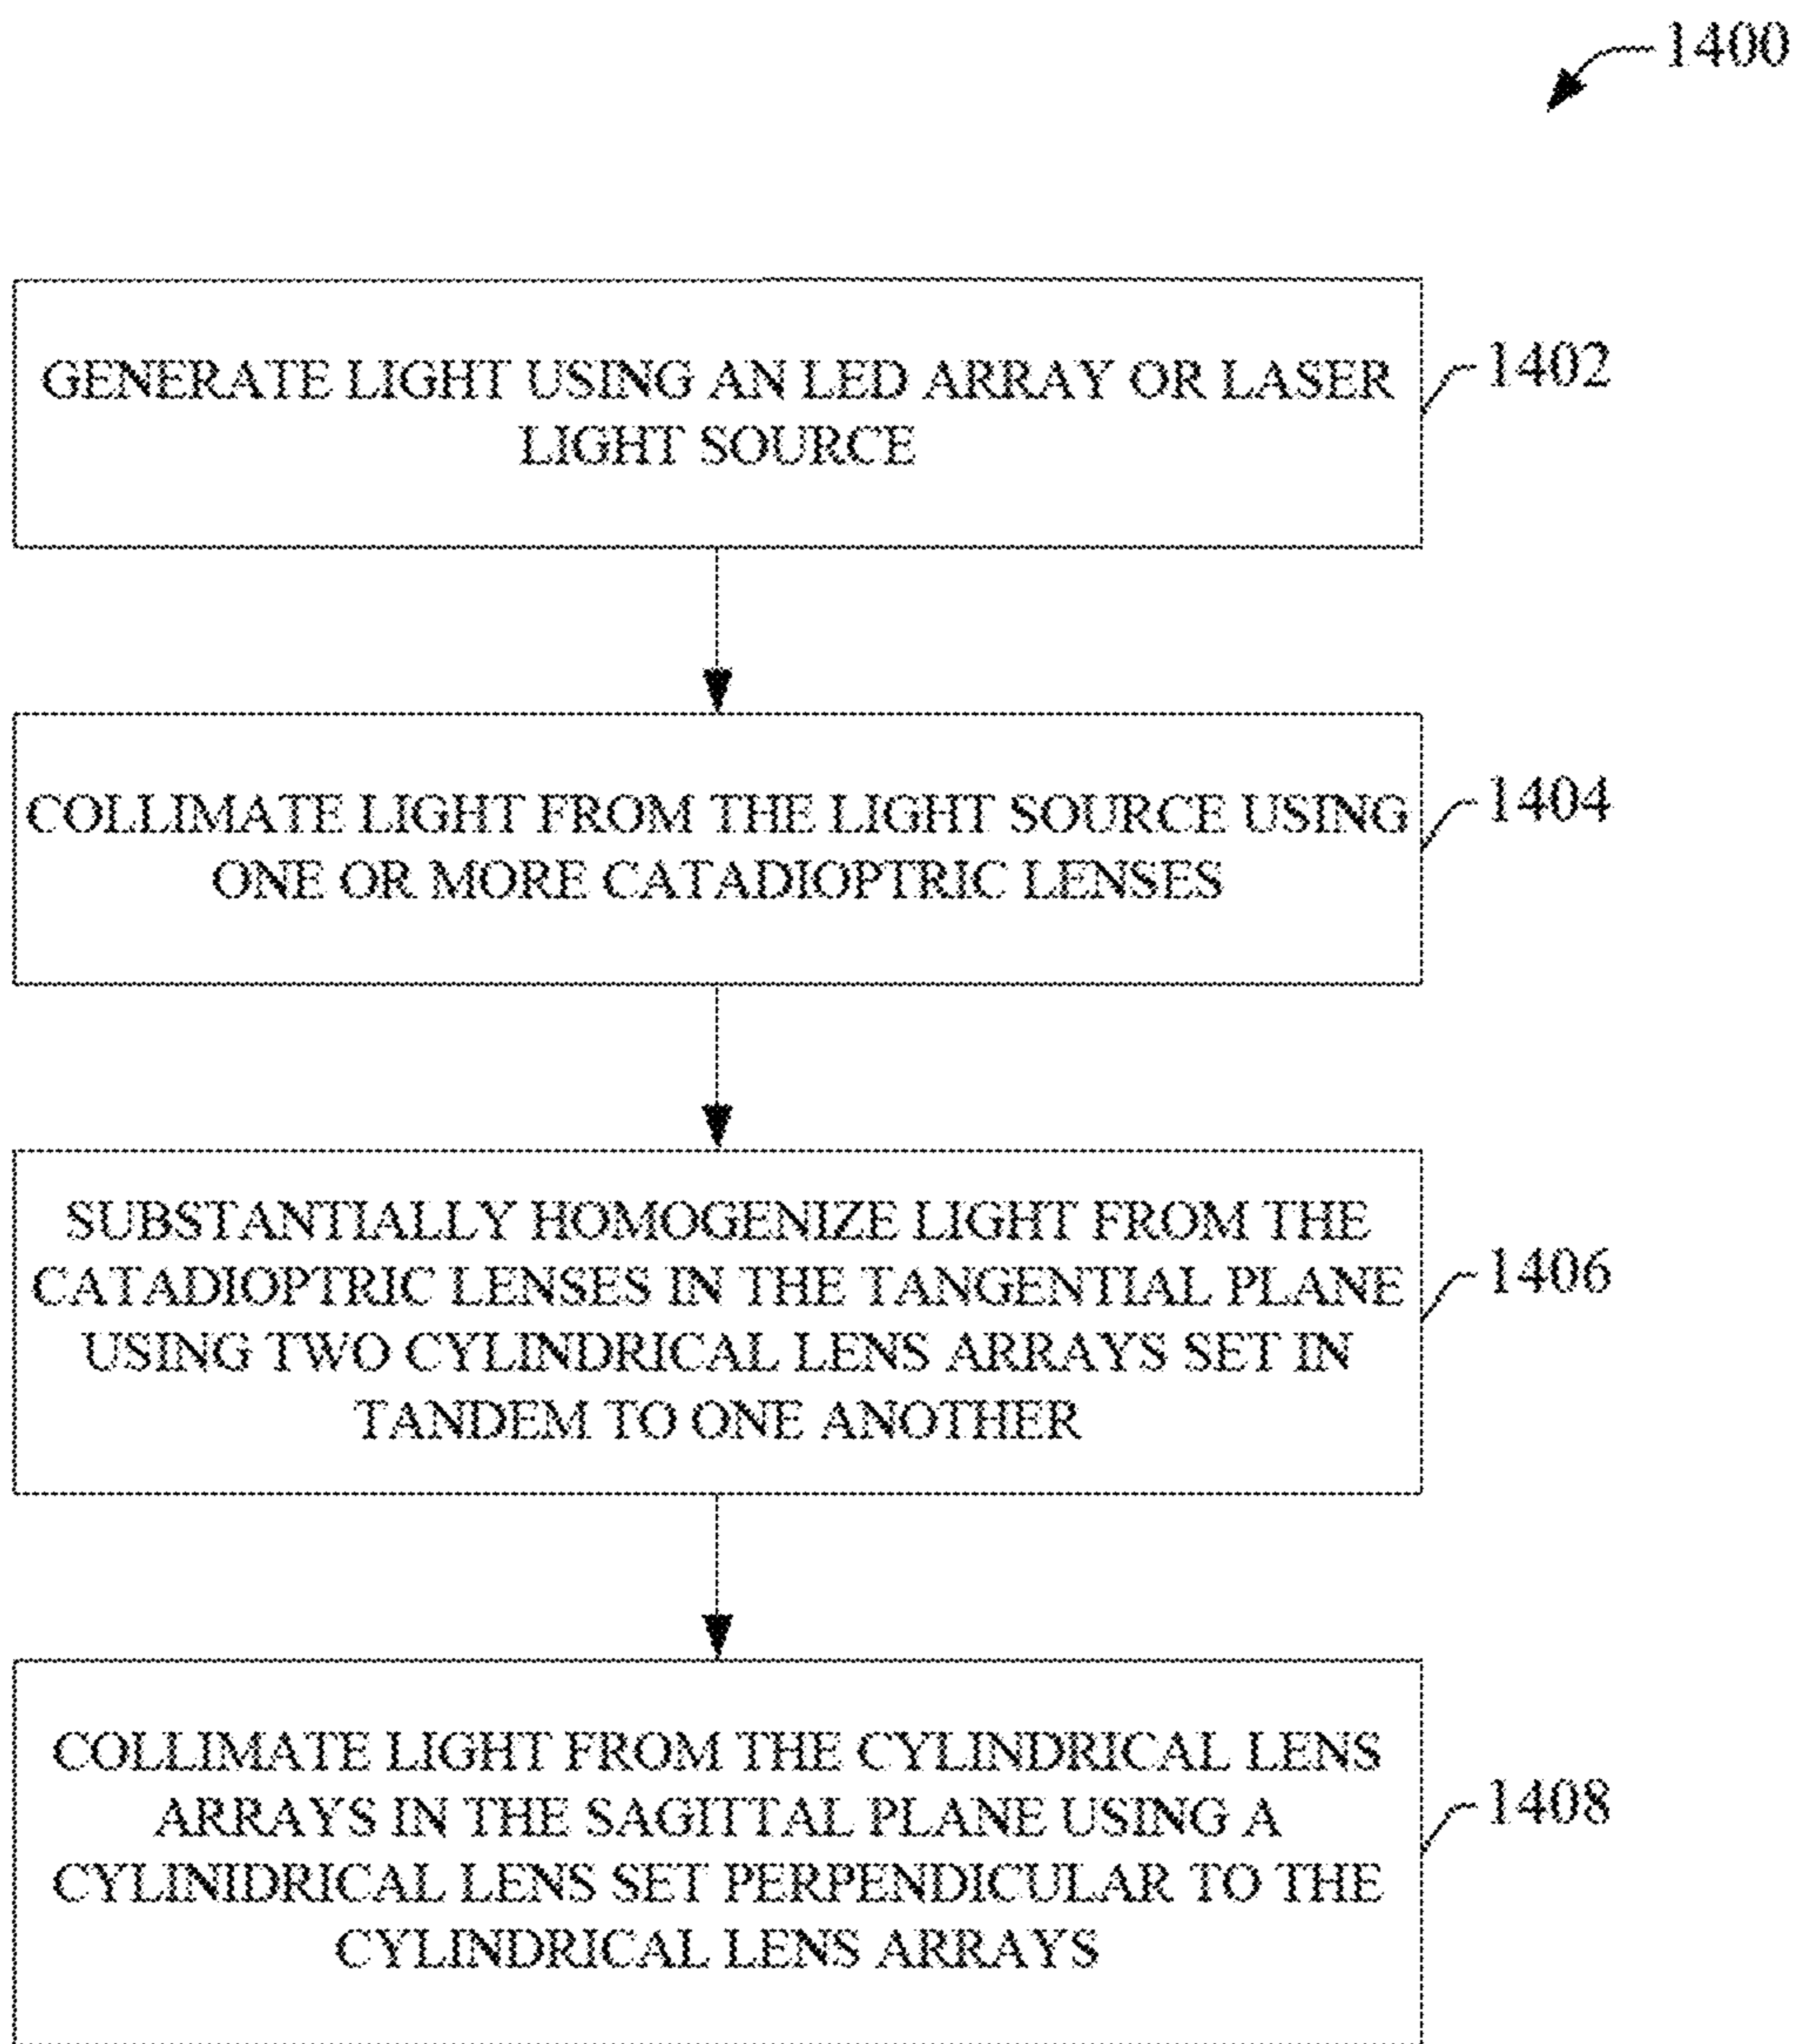 1400
GENERATE LIGHT USING AN LED ARRAY OR LASER
LIGHT SOURCE
1402
COLLIMATE LIGHT FROM THE LIGHT SOURCE USING
ONE OR MORE CATADIOPTRIC LENSES
1404
SUBSTANTIALLY HOMOGENIZE LIGHT FROM THE
CATADIOPTRIC LENSES IN THE TANGENTIAL PLANE
USING TWO CYLINDRICAL LENS ARRAYS SET IN
TANDEM TO ONE ANOTHER
1406
COLLIMATE LIGHT FROM THE CYLINDRICAL LENS
ARRAYS IN THE SAGITTAL PLANE USING A
CYLINIDRICAL LENS SET PERPENDICULAR TO THE
CYLINDRICAL LENS ARRAYS
1408